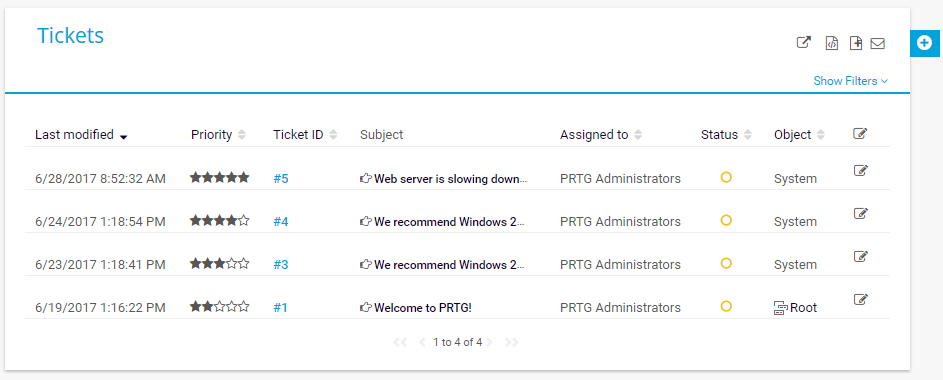 Tickets
Show Filters
Last modified Priority Ticket ID Subject Assigned to Status Object
6/28/2017 8:52:32 AM #5 Web server is slowing down... PRTG Administrators System
6/24/2017 1:18:54 PM #4 We recommend Windows 2... PRTG Administrators System
6/23/2017 1:18:41 PM #3 We recommend Windows 2... PRTG Administrators System
6/19/2017 1:16:22 PM #1 Welcome to PRTG! PRTG Administrators Root
1 to 4 of 4